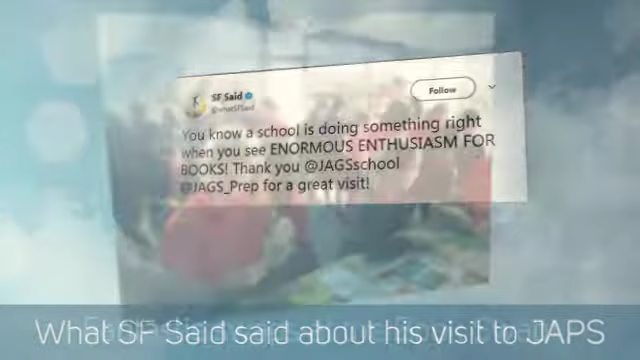 SF Said
@whatSFSaid
Follow
You know a school is doing something right
when you see ENORMOUS ENTHUSIASM FOR
BOOKS! Thank you @JAGSschool
@JAGS_Prep for a great visit!
What SF Said said about his visit to JAPS